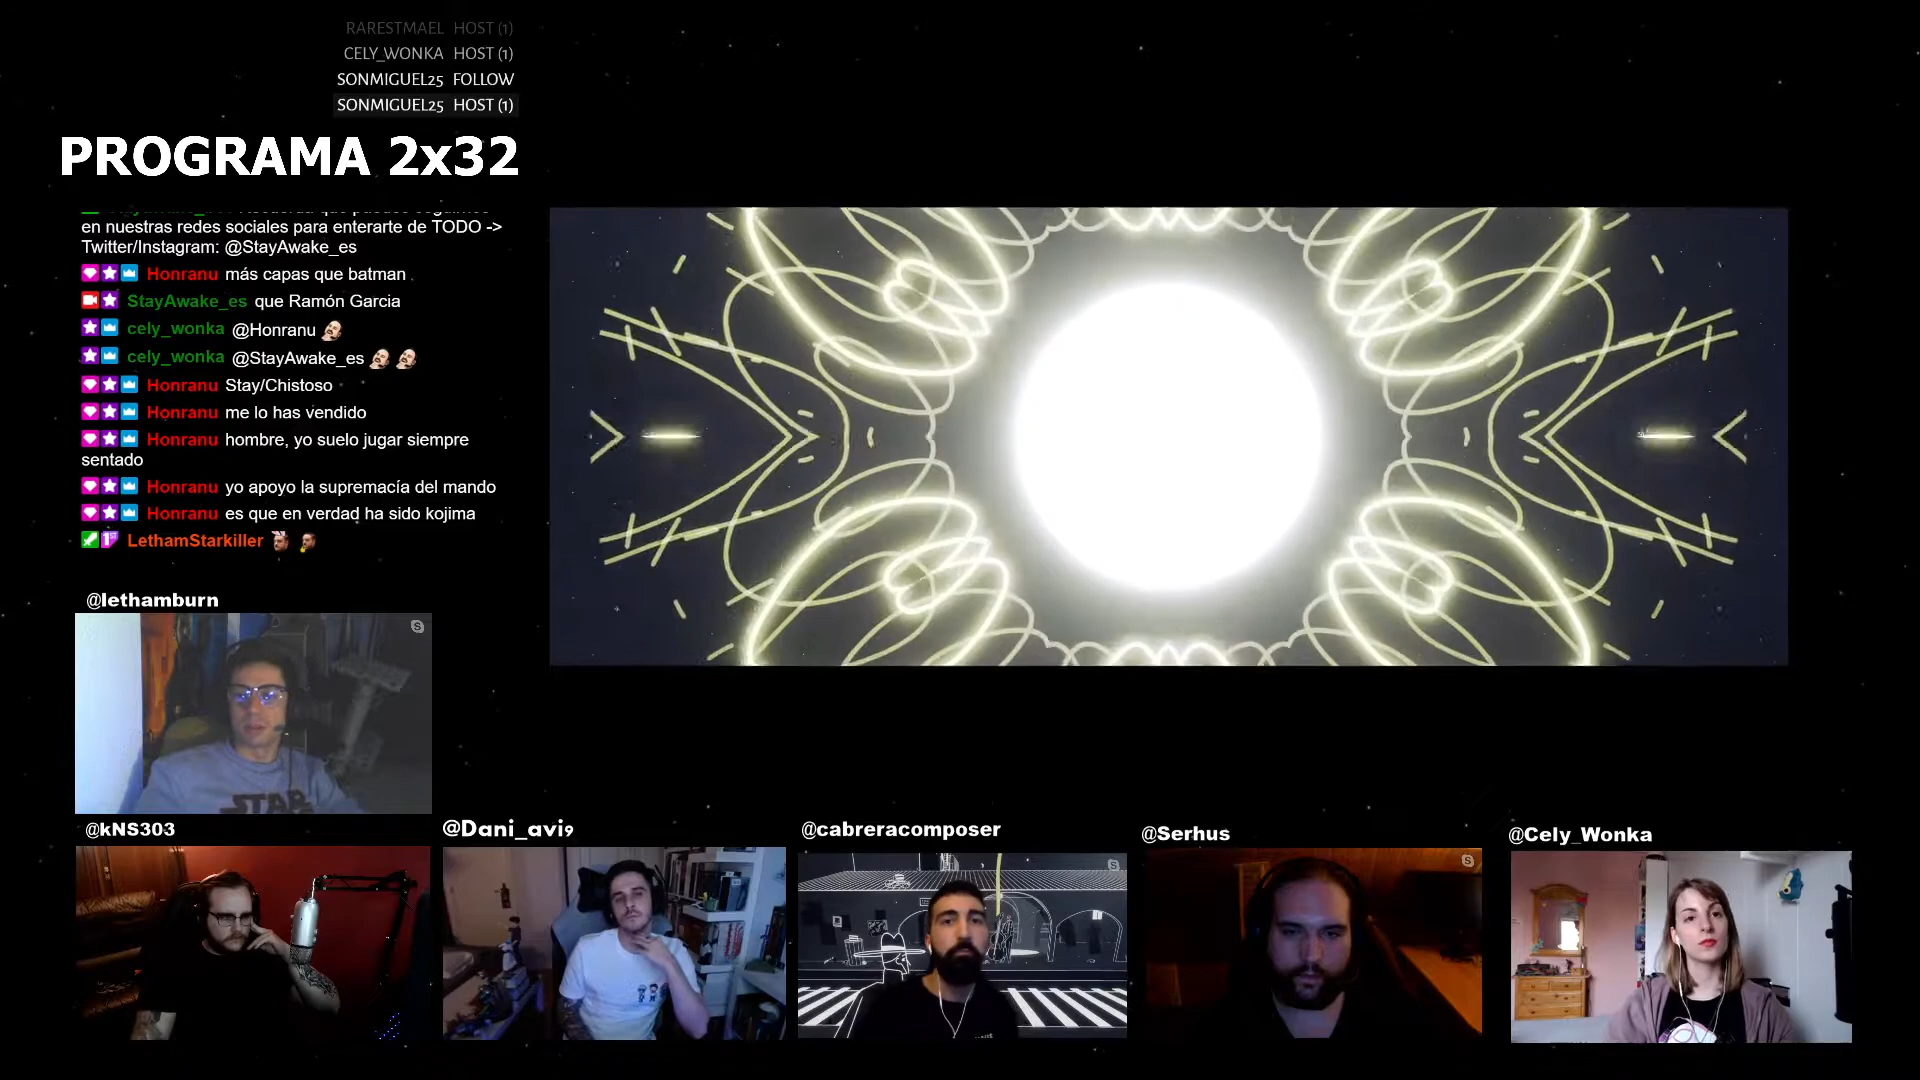 RARESTMAEL HOST (1)
CELY_WONKA HOST (1)
SONMIGUEL25 FOLLOW
SONMIGUEL25 HOST (1)
PROGRAMA 2x32
en nuestras redes sociales para enterarte de TODO ->
Twitter/Instagram: @StayAwake_es
Honranu más capas que batman
StayAwake_es que Ramón Garcia
cely_wonka @Honranu
cely_wonka @StayAwake_es
Honranu Stay/Chistoso
Honranu me lo has vendido
Honranu hombre, yo suelo jugar siempre
sentado
Honranu yo apoyo la supremacía del mando
Honranu es que en verdad ha sido kojima
LethamStarkiller
@lethamburn
STAR
@kNS303
@Dani_avi9
@cabreracomposer
@Serhus
@Cely_Wonka